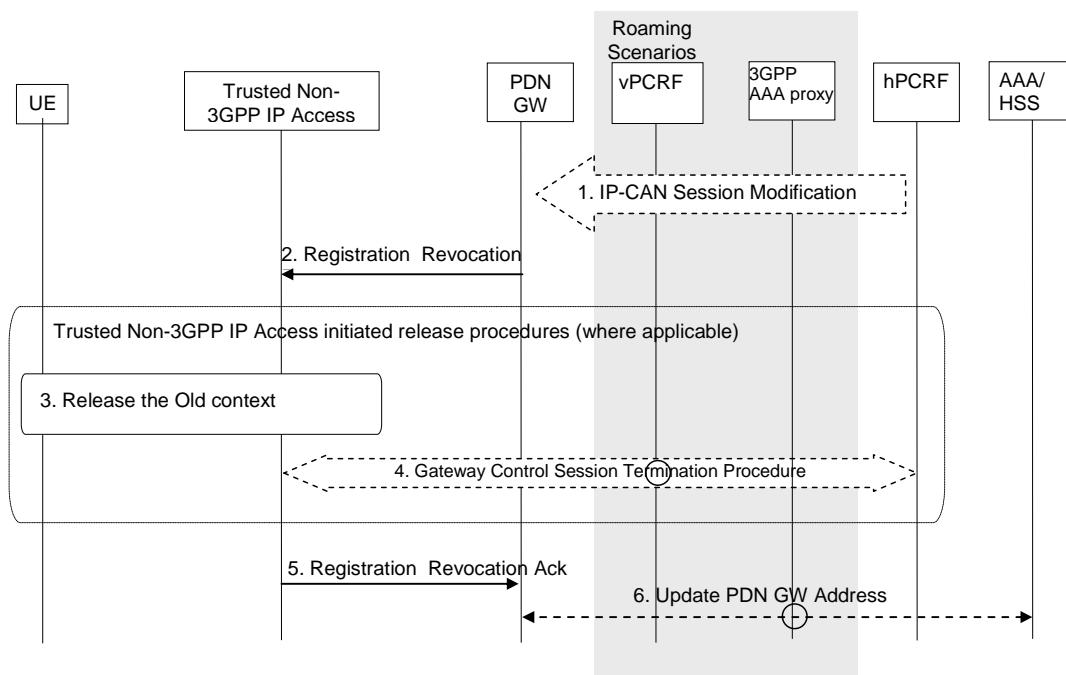 Roaming
Scenarios
UE
Trusted Non-
3GPP IP Access
PDN
GW
vPCRF
3GPP
AAA proxy
hPCRF
AAA/
HSS
1. IP-CAN Session Modification
2. Registration Revocation
Trusted Non-3GPP IP Access initiated release procedures (where applicable)
3. Release the Old context
4. Gateway Control Session Termination Procedure
5. Registration Revocation Ack
6. Update PDN GW Address